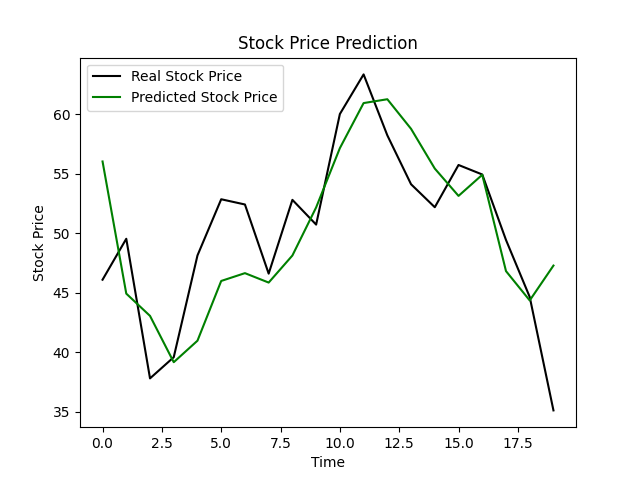 Stock Price Prediction
Real Stock Price
Predicted Stock Price
60
55
50
45
40
35
Stock Price
0.0 2.5 5.0 7.5 10.0 12.5 15.0 17.5
Time